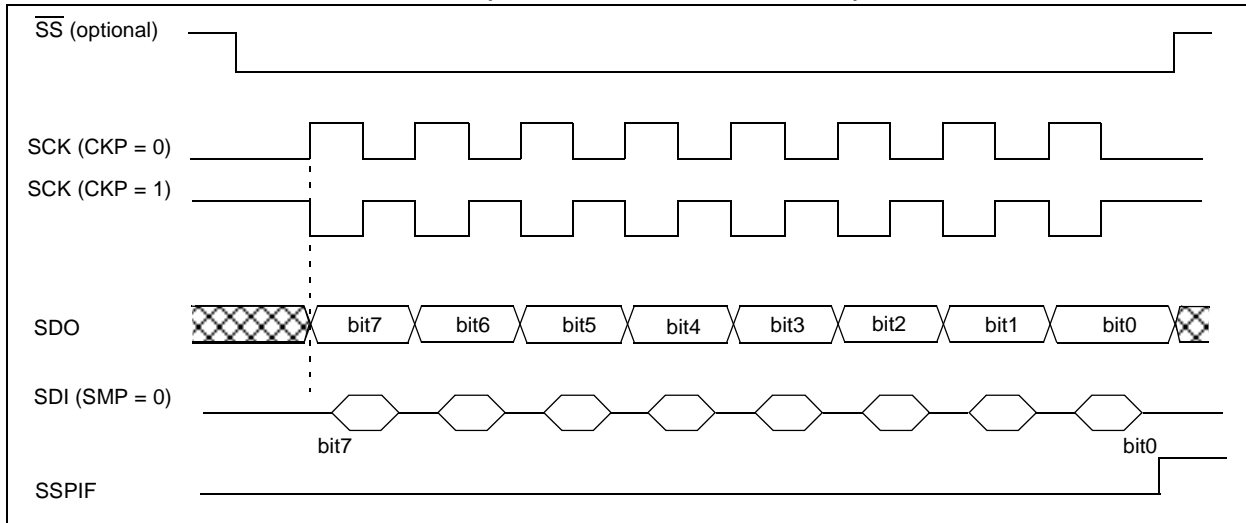 SS (optional)
SCK (CKP = 0)
SCK (CKP = 1)
SDO bit7 bit6 bit5 bit4 bit3 bit2 bit1 bit0
SDI (SMP = 0)
bit7 bit0
SSPIF